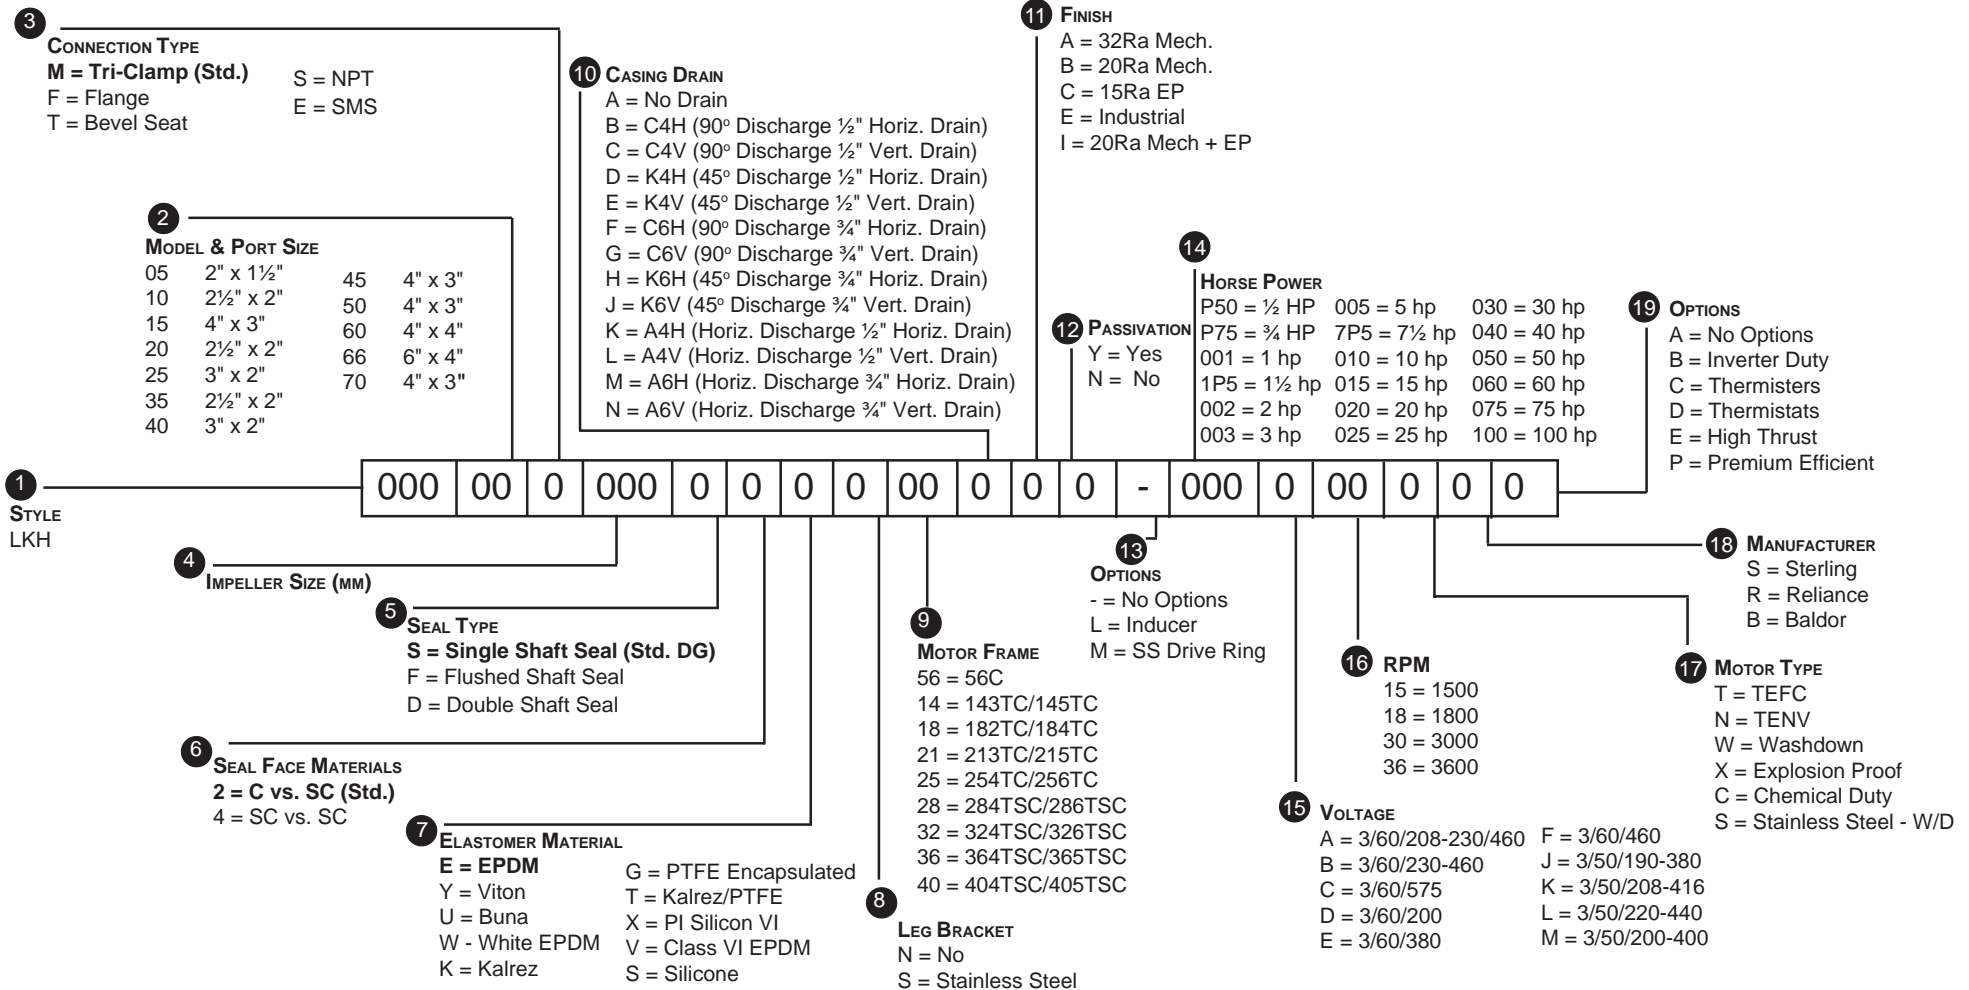 3
CONNECTION TYPE
M = Tri-Clamp (Std.)
F = Flange
T = Bevel Seat
S = NPT
E = SMS
10 CASING DRAIN
A = No Drain
B = C4H (90º Discharge ½" Horiz. Drain)
C = C4V (90º Discharge ½" Vert. Drain)
D = K4H (45º Discharge ½" Horiz. Drain)
E = K4V (45º Discharge ½" Vert. Drain)
F = C6H (90º Discharge ¾" Horiz. Drain)
G = C6V (90º Discharge ¾" Vert. Drain)
H = K6H (45º Discharge ¾" Horiz. Drain)
J = K6V (45º Discharge ¾" Vert. Drain)
K = A4H (Horiz. Discharge ½" Horiz. Drain)
L = A4V (Horiz. Discharge ½" Vert. Drain)
M = A6H (Horiz. Discharge ¾" Horiz. Drain)
N = A6V (Horiz. Discharge ¾" Vert. Drain)
11 FINISH
A = 32Ra Mech.
B = 20Ra Mech.
C = 15Ra EP
E = Industrial
I = 20Ra Mech + EP
2
MODEL & PORT SIZE
05 2" x 1½"
10 2½" x 2"
15 4" x 3"
20 2½" x 2"
25 3" x 2"
35 2½" x 2"
40 3" x 2"
45 4" x 3"
50 4" x 3"
60 4" x 4"
66 6" x 4"
70 4" x 3"
12 PASSIVATION
Y = Yes
N = No
14
HORSE POWER
P50 = ½ HP
P75 = ¾ HP
001 = 1 hp
1P5 = 1½ hp
002 = 2 hp
003 = 3 hp
005 = 5 hp
7P5 = 7½ hp
010 = 10 hp
015 = 15 hp
020 = 20 hp
025 = 25 hp
030 = 30 hp
040 = 40 hp
050 = 50 hp
060 = 60 hp
075 = 75 hp
100 = 100 hp
19 OPTIONS
A = No Options
B = Inverter Duty
C = Thermisters
D = Thermistats
E = High Thrust
P = Premium Efficient
1
STYLE
LKH
000 00 0 000 0 0 0 0 00 0 0 0 - 000 0 00 0 0 0
4 IMPELLER SIZE (MM)
5 SEAL TYPE
S = Single Shaft Seal (Std. DG)
F = Flushed Shaft Seal
D = Double Shaft Seal
6 SEAL FACE MATERIALS
2 = C vs. SC (Std.)
4 = SC vs. SC
7 ELASTOMER MATERIAL
E = EPDM
Y = Viton
U = Buna
W - White EPDM
K = Kalrez
G = PTFE Encapsulated
T = Kalrez/PTFE
X = PI Silicon VI
V = Class VI EPDM
S = Silicone
8
LEG BRACKET
N = No
S = Stainless Steel
9
MOTOR FRAME
56 = 56C
14 = 143TC/145TC
18 = 182TC/184TC
21 = 213TC/215TC
25 = 254TC/256TC
28 = 284TSC/286TSC
32 = 324TSC/326TSC
36 = 364TSC/365TSC
40 = 404TSC/405TSC
13
OPTIONS
- = No Options
L = Inducer
M = SS Drive Ring
16 RPM
15 = 1500
18 = 1800
30 = 3000
36 = 3600
15 VOLTAGE
A = 3/60/208-230/460
B = 3/60/230-460
C = 3/60/575
D = 3/60/200
E = 3/60/380
F = 3/60/460
J = 3/50/190-380
K = 3/50/208-416
L = 3/50/220-440
M = 3/50/200-400
18 MANUFACTURER
S = Sterling
R = Reliance
B = Baldor
17 MOTOR TYPE
T = TEFC
N = TENV
W = Washdown
X = Explosion Proof
C = Chemical Duty
S = Stainless Steel - W/D